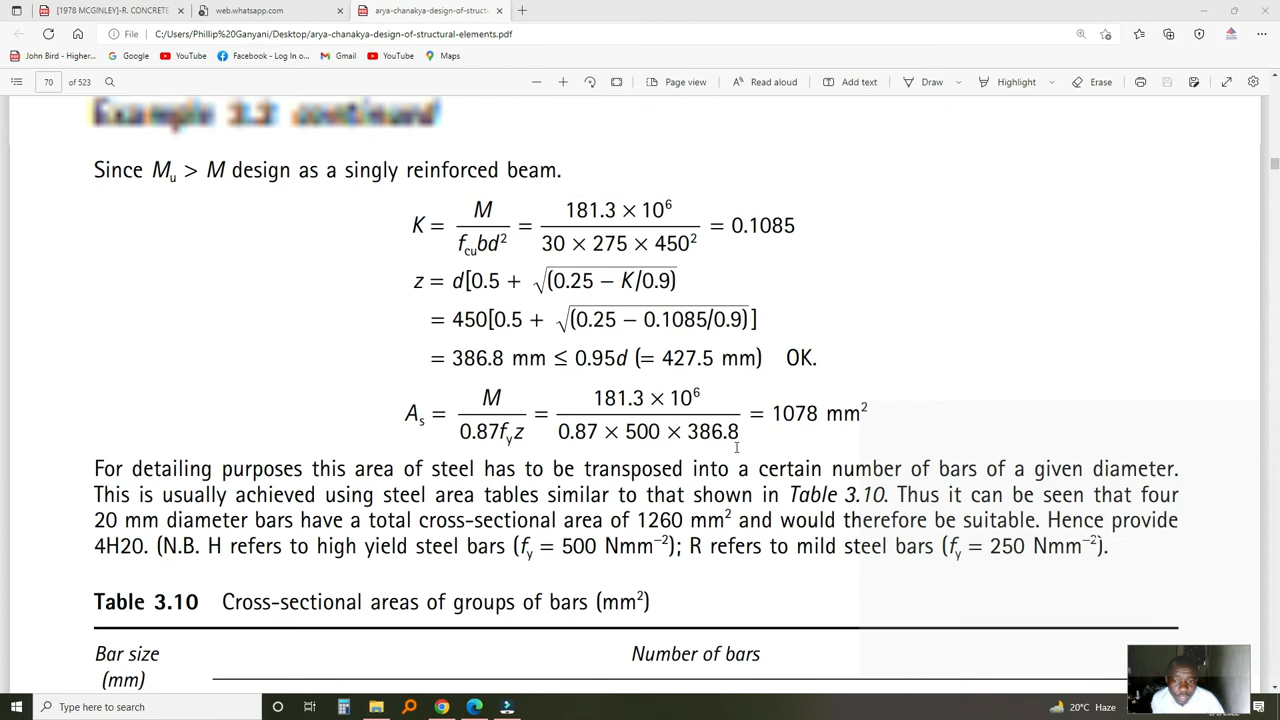 [1978 MCGINLEY]-R. CONCRETE
web.whatsapp.com
arya-chanakya-design-of-structu
File
C:/Users/Phillip%20Ganyani/Desktop/arya-chanakya-design-of-structural-elements.pdf
John Bird - Higher...
Google
YouTube
Facebook - Log In o...
Gmail
YouTube
Maps
70 of 523
Page view
Read aloud
Add text
Draw
Highlight
Erase
Example 3.2 continued
Since Mu > M design as a singly reinforced beam.
K = M / fcubd² = 181.3 × 10⁶ / 30 × 275 × 450² = 0.1085
z = d[0.5 + √(0.25 − K/0.9)
= 450[0.5 + √(0.25 − 0.1085/0.9)]
= 386.8 mm ≤ 0.95d (= 427.5 mm) OK.
As = M / 0.87fyz = 181.3 × 10⁶ / 0.87 × 500 × 386.8 = 1078 mm²
For detailing purposes this area of steel has to be transposed into a certain number of bars of a given diameter.
This is usually achieved using steel area tables similar to that shown in Table 3.10. Thus it can be seen that four
20 mm diameter bars have a total cross-sectional area of 1260 mm² and would therefore be suitable. Hence provide
4H20. (N.B. H refers to high yield steel bars (fy = 500 Nmm⁻²); R refers to mild steel bars (fy = 250 Nmm⁻²).
Table 3.10 Cross-sectional areas of groups of bars (mm²)
Bar size
(mm)
Number of bars
Type here to search
20°C Haze